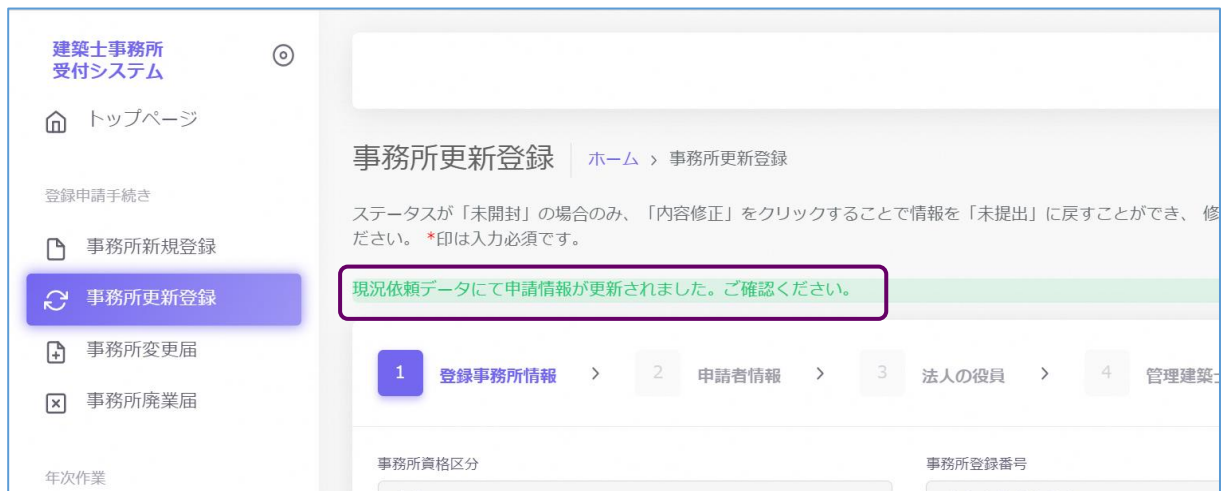 建築士事務所
受付システム
トップページ
登録申請手続き
事務所新規登録
事務所更新登録
事務所変更届
事務所廃業届
年次作業
事務所更新登録 ホーム > 事務所更新登録
ステータスが「未開封」の場合のみ、「内容修正」をクリックすることで情報を「未提出」に戻すことができ、 修
ださい。 *印は入力必須です。
現況依頼データにて申請情報が更新されました。ご確認ください。
1 登録事務所情報 > 2 申請者情報 > 3 法人の役員 > 4 管理建築士
事務所資格区分 事務所登録番号